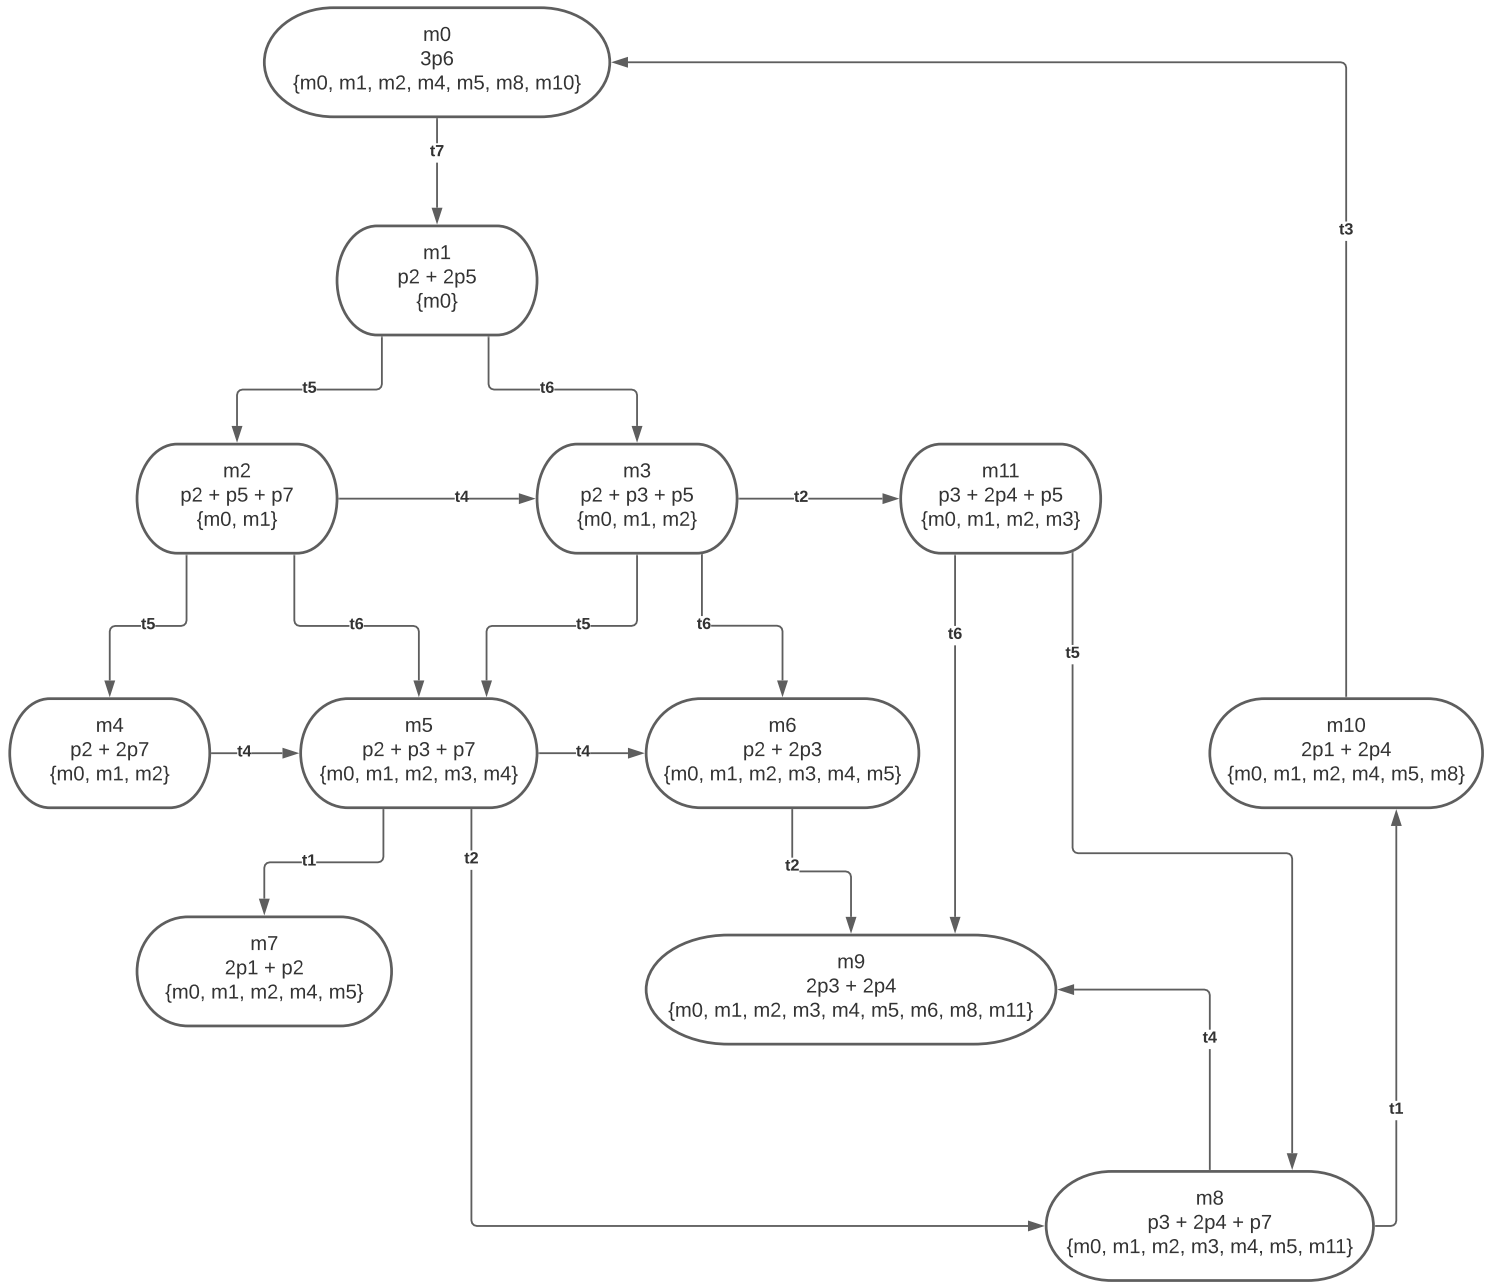 m0
3p6
{m0, m1, m2, m4, m5, m8, m10}
t7
t3
m1
p2 + 2p5
{m0}
t5
t6
m2
p2 + p5 + p7
{m0, m1}
t4
m3
p2 + p3 + p5
{m0, m1, m2}
t2
m11
p3 + 2p4 + p5
{m0, m1, m2, m3}
t5
t6
t5
t6
t6
t5
m4
p2 + 2p7
{m0, m1, m2}
t4
m5
p2 + p3 + p7
{m0, m1, m2, m3, m4}
t4
m6
p2 + 2p3
{m0, m1, m2, m3, m4, m5}
m10
2p1 + 2p4
{m0, m1, m2, m4, m5, m8}
t1
t2
t2
m7
2p1 + p2
{m0, m1, m2, m4, m5}
m9
2p3 + 2p4
{m0, m1, m2, m3, m4, m5, m6, m8, m11}
t4
t1
m8
p3 + 2p4 + p7
{m0, m1, m2, m3, m4, m5, m11}